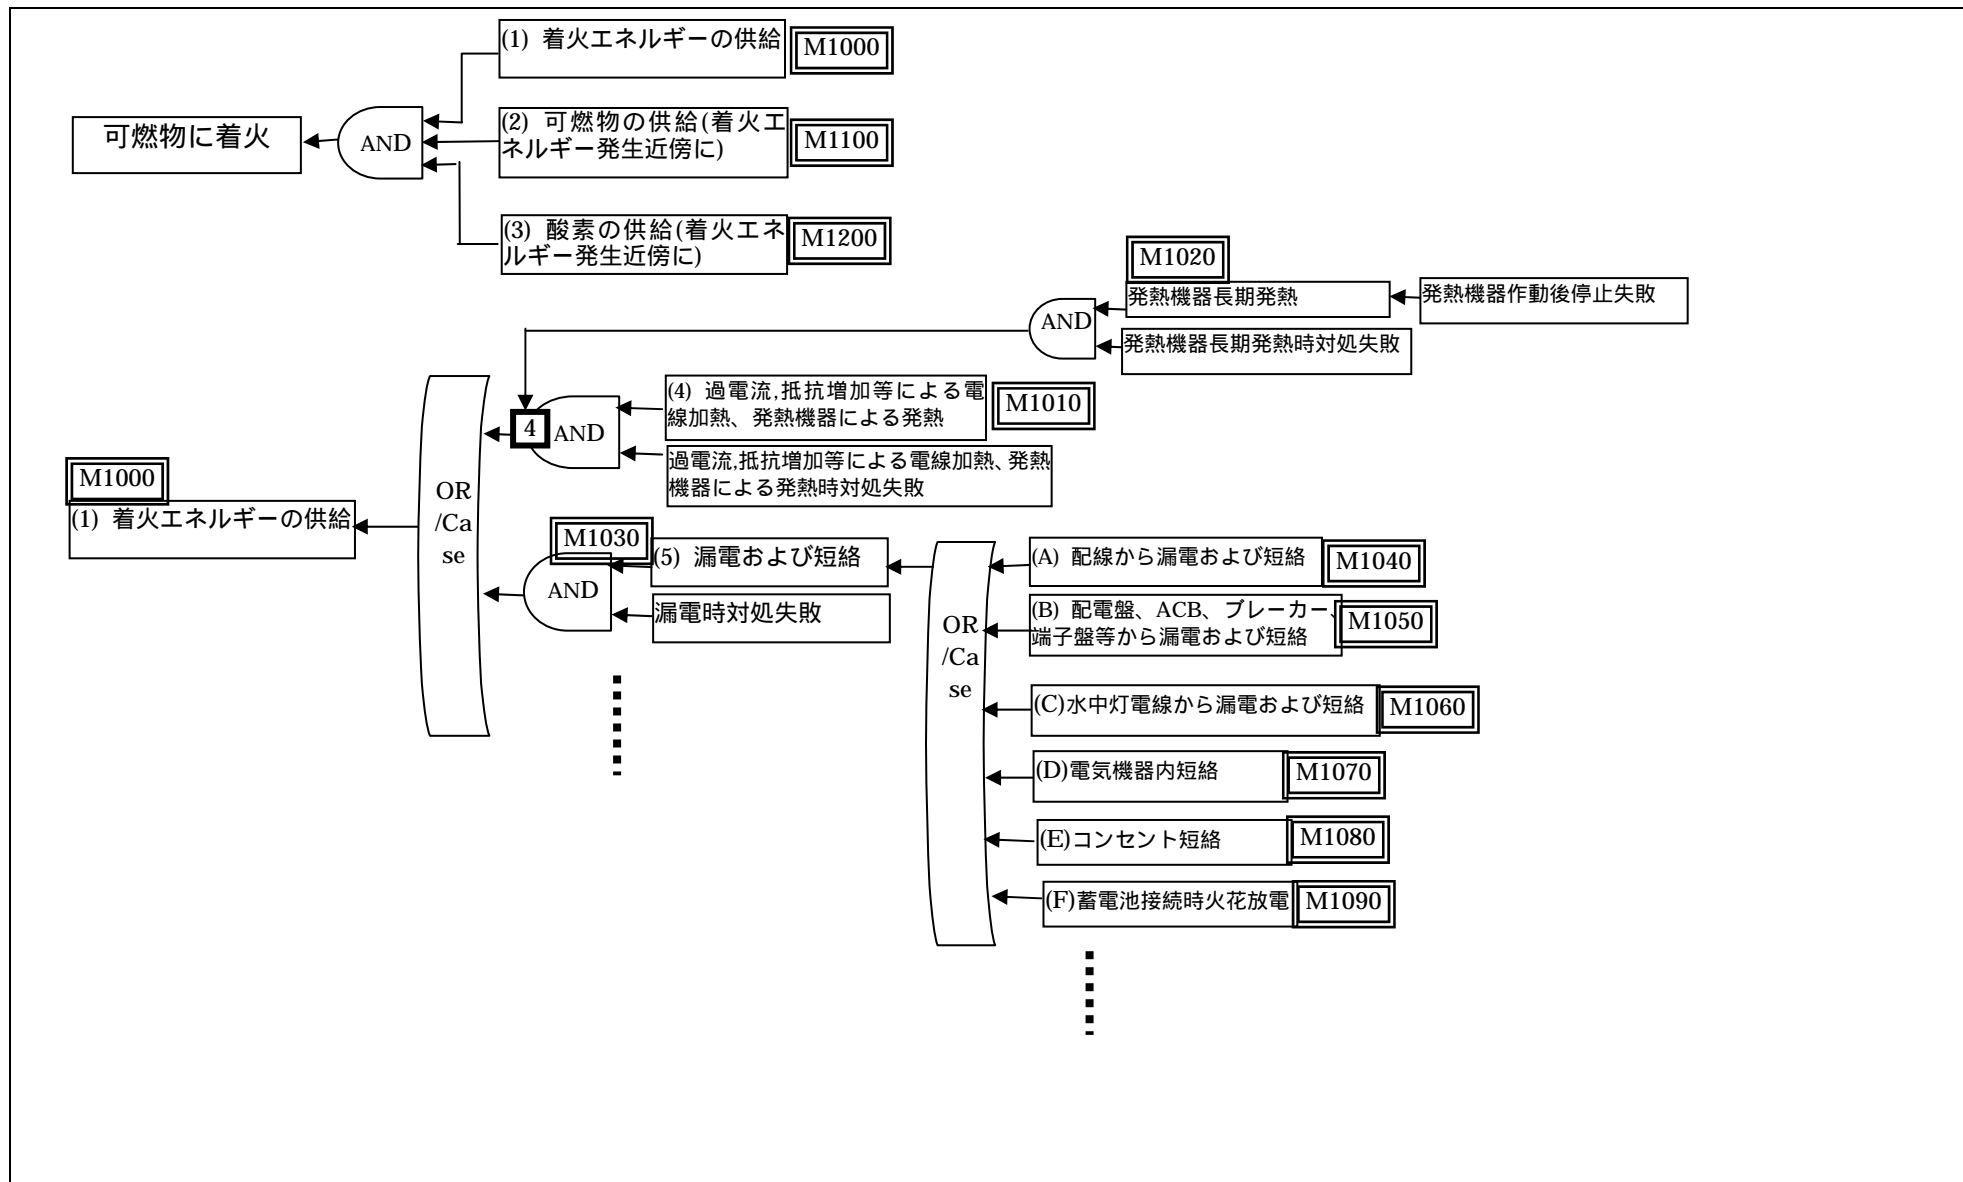 (1) 着火エネルギーの供給
M1000
可燃物に着火
AND
(2) 可燃物の供給(着火エ
ネルギー発生近傍に)
M1100
(3) 酸素の供給(着火エネ
ルギー発生近傍に)
M1200
M1020
発熱機器長期発熱
発熱機器作動後停止失敗
AND
発熱機器長期発熱時対処失敗
(4) 過電流,抵抗増加等による電
線加熱、発熱機器による発熱
M1010
4
AND
過電流,抵抗増加等による電線加熱、発熱
機器による発熱時対処失敗
M1000
(1) 着火エネルギーの供給
OR
/Ca
se
M1030
(5) 漏電および短絡
AND
漏電時対処失敗
OR
/Ca
se
(A) 配線から漏電および短絡
M1040
(B) 配電盤、ACB、ブレーカー、
端子盤等から漏電および短絡
M1050
(C)水中灯電線から漏電および短絡
M1060
(D)電気機器内短絡
M1070
(E)コンセント短絡
M1080
(F)蓄電池接続時火花放電
M1090